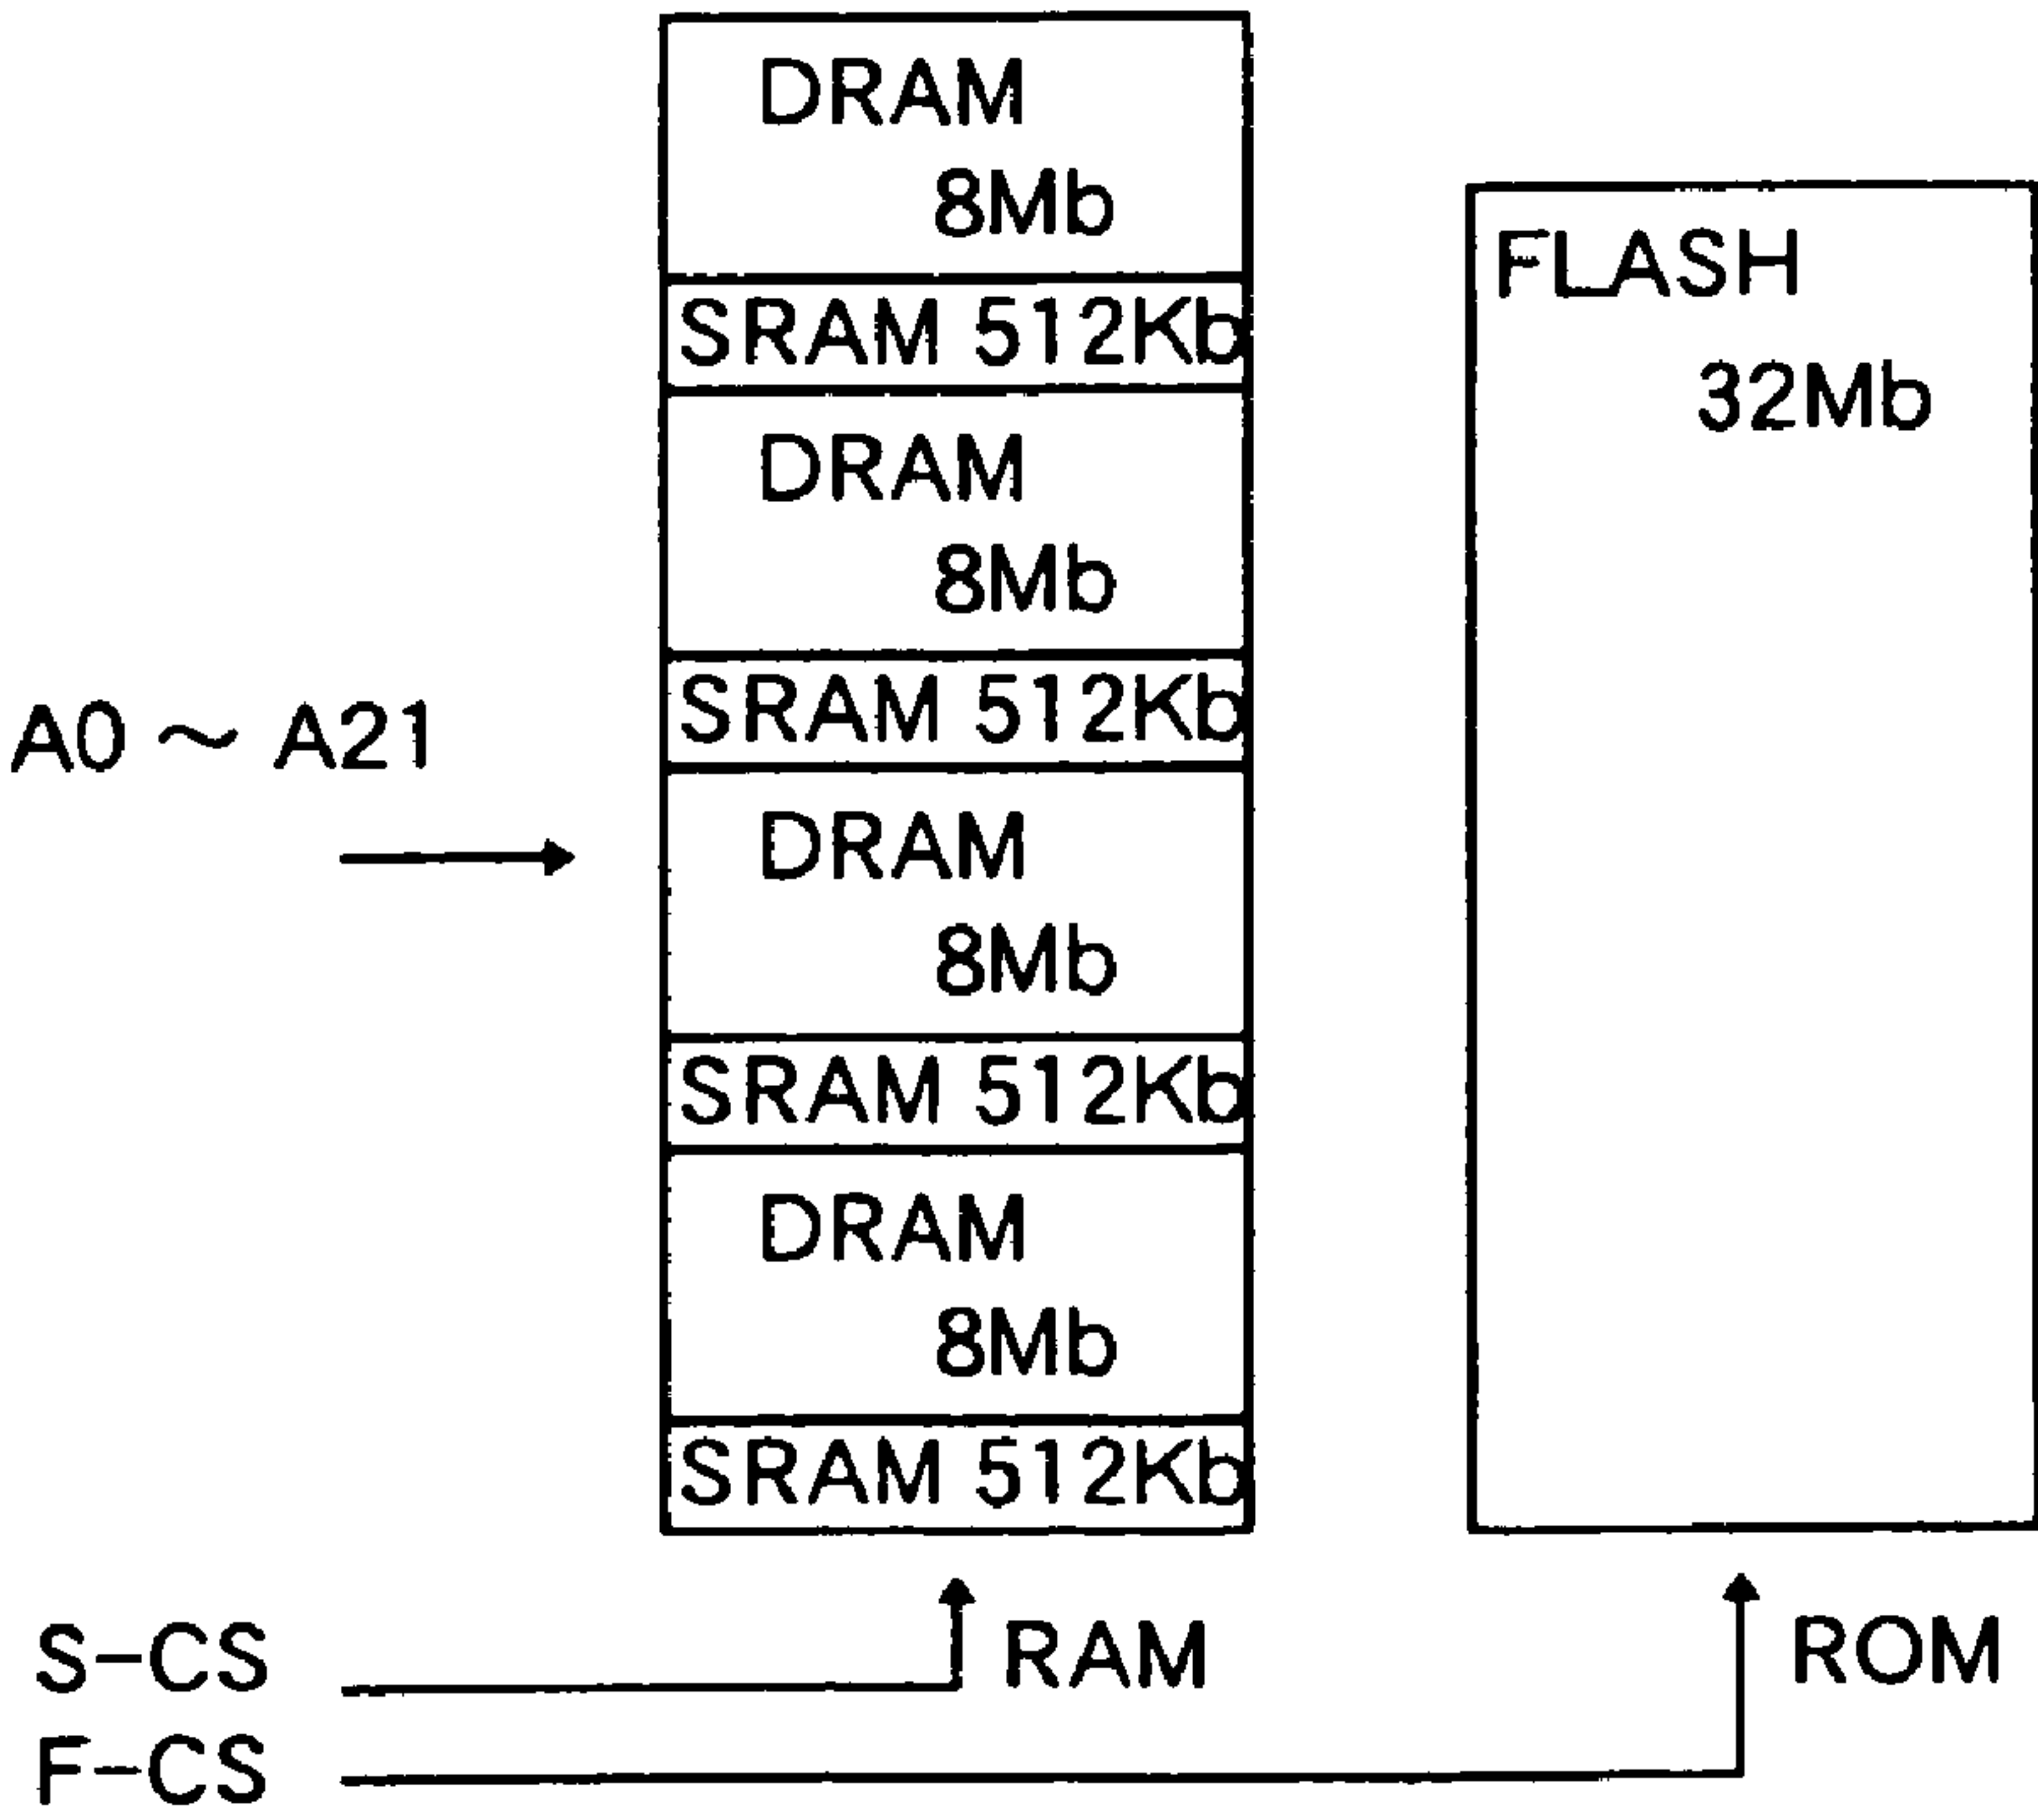 DRAM
8Mb
SRAM 512Kb
DRAM
8Mb
SRAM 512Kb
DRAM
8Mb
SRAM 512Kb
DRAM
8Mb
SRAM 512Kb
FLASH
32Mb
A0 ～ A21
S-CS
RAM
ROM
F-CS